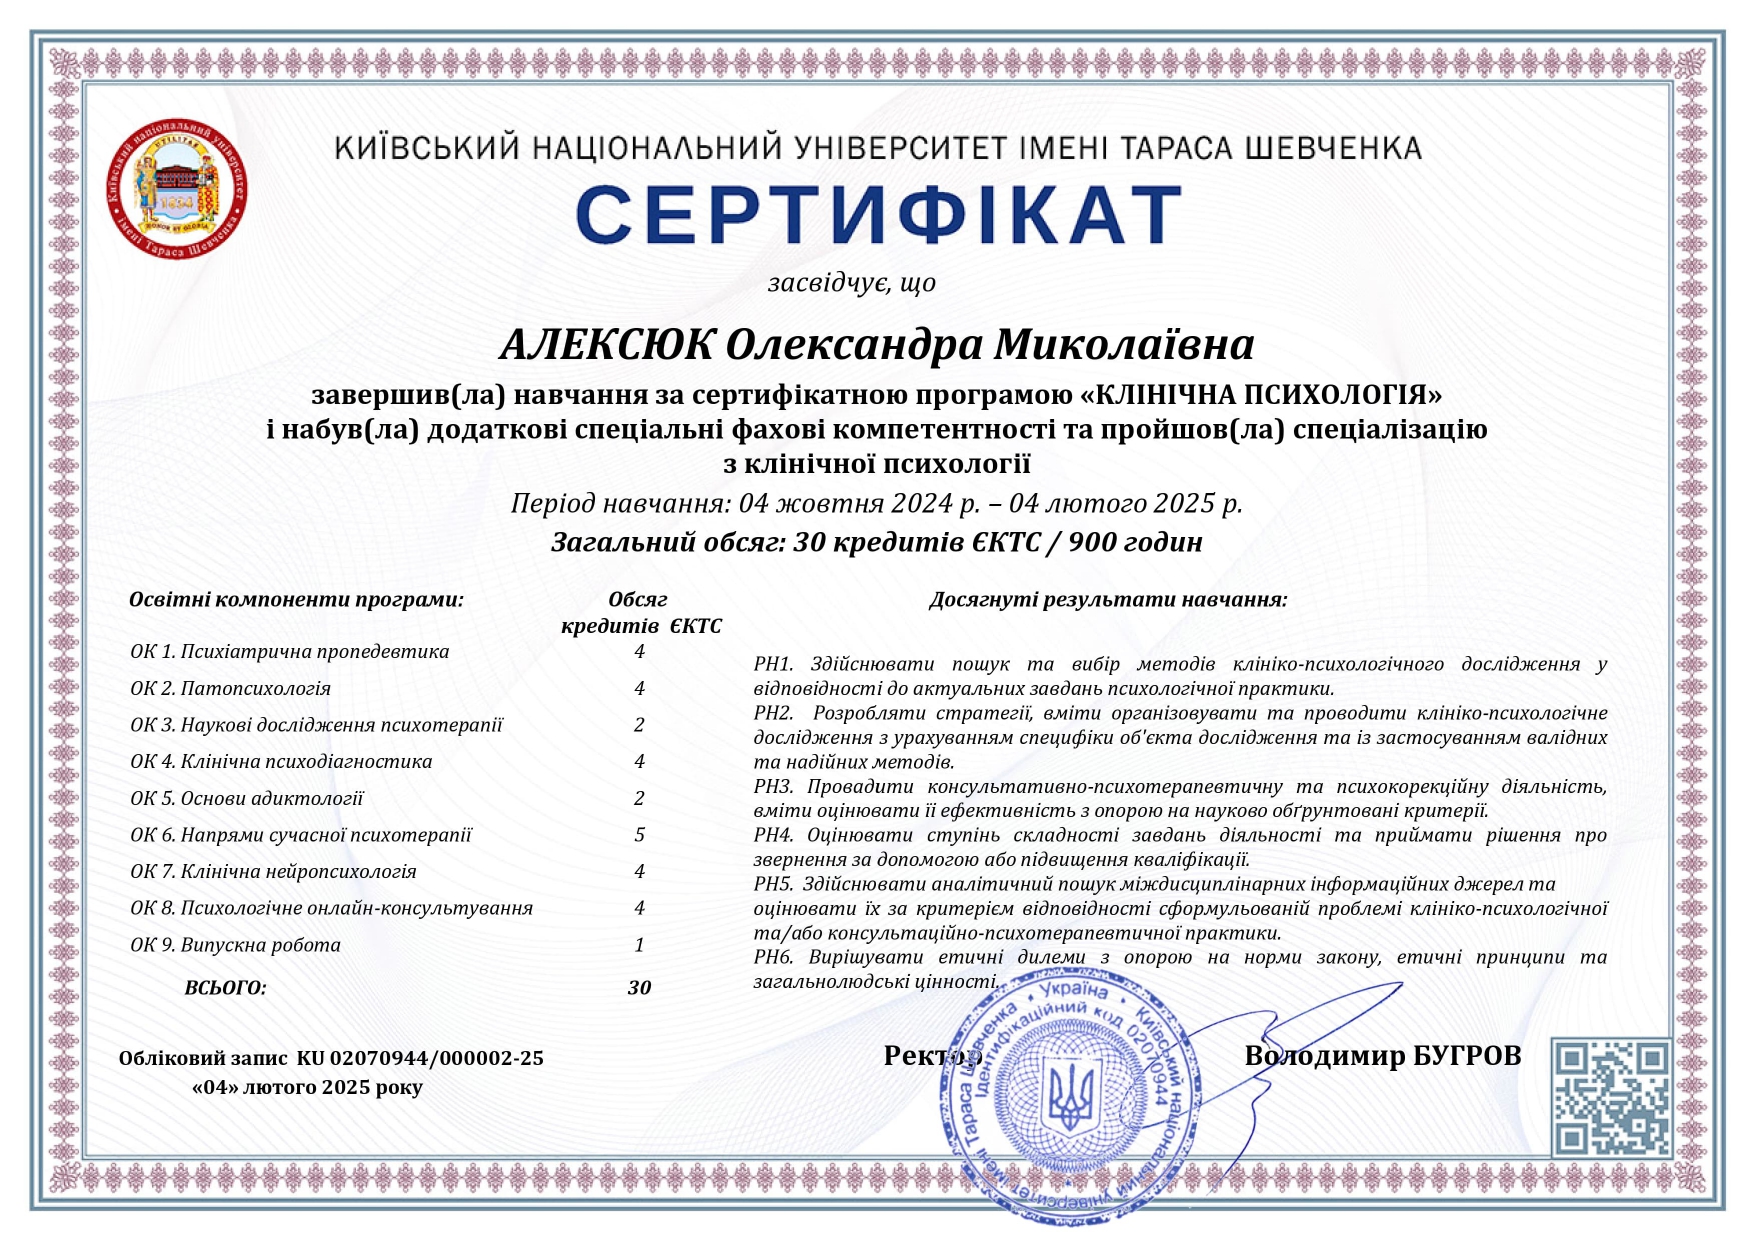 КИЇВСЬКИЙ НАЦІОНАЛЬНИЙ УНІВЕРСИТЕТ ІМЕНІ ТАРАСА ШЕВЧЕНКА
СЕРТИФІКАТ
засвідчує, що
АЛЕКСЮК Олександра Миколаївна
завершив(ла) навчання за сертифікатною програмою «КЛІНІЧНА ПСИХОЛОГІЯ»
і набув(ла) додаткові спеціальні фахові компетентності та пройшов(ла) спеціалізацію
з клінічної психології
Період навчання: 04 жовтня 2024 р. – 04 лютого 2025 р.
Загальний обсяг: 30 кредитів ЄКТС / 900 годин
Освітні компоненти програми:
Обсяг
кредитів ЄКТС
ОК 1. Психіатрична пропедевтика 4
ОК 2. Патопсихологія 4
ОК 3. Наукові дослідження психотерапії 2
ОК 4. Клінічна психодіагностика 4
ОК 5. Основи адиктології 2
ОК 6. Напрями сучасної психотерапії 5
ОК 7. Клінічна нейропсихологія 4
ОК 8. Психологічне онлайн-консультування 4
ОК 9. Випускна робота 1
ВСЬОГО: 30
Досягнуті результати навчання:
РН1. Здійснювати пошук та вибір методів клініко-психологічного дослідження у
відповідності до актуальних завдань психологічної практики.
РН2. Розробляти стратегії, вміти організовувати та проводити клініко-психологічне
дослідження з урахуванням специфіки об'єкта дослідження та із застосуванням валідних
та надійних методів.
РН3. Провадити консультативно-психотерапевтичну та психокорекційну діяльність,
вміти оцінювати її ефективність з опорою на науково обґрунтовані критерії.
РН4. Оцінювати ступінь складності завдань діяльності та приймати рішення про
звернення за допомогою або підвищення кваліфікації.
РН5. Здійснювати аналітичний пошук міждисциплінарних інформаційних джерел та
оцінювати їх за критерієм відповідності сформульованій проблемі клініко-психологічної
та/або консультаційно-психотерапевтичної практики.
РН6. Вирішувати етичні дилеми з опорою на норми закону, етичні принципи та
загальнолюдські цінності.
Обліковий запис KU 02070944/000002-25
«04» лютого 2025 року
Ректор
Володимир БУГРОВ
Київський національний університет
імені Тараса Шевченка
UTILITAS
1834
HONOR ET GLORIA
Україна • Київський національний університет імені Тараса Шевченка
Ідентифікаційний код 02070944